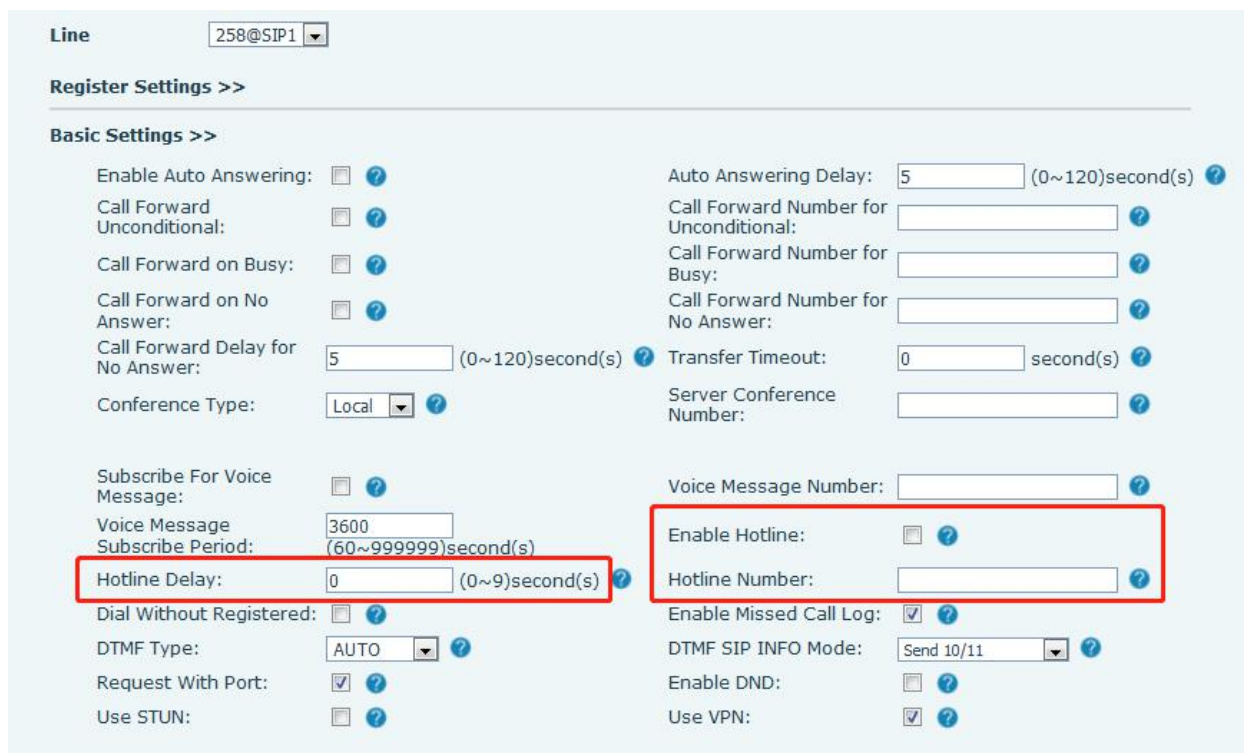 Line 258@SIP1
Register Settings >>
Basic Settings >>
Enable Auto Answering: ? Auto Answering Delay: 5 (0~120)second(s) ?
Call Forward
Unconditional: ? Call Forward Number for
Unconditional: ?
Call Forward on Busy: ? Call Forward Number for
Busy: ?
Call Forward on No
Answer: ? Call Forward Number for
No Answer: ?
Call Forward Delay for
No Answer: 5 (0~120)second(s) ? Transfer Timeout: 0 second(s) ?
Conference Type: Local ? Server Conference
Number: ?
Subscribe For Voice
Message: ? Voice Message Number: ?
Voice Message
Subscribe Period: 3600
(60~999999)second(s) Enable Hotline: ?
Hotline Delay: 0 (0~9)second(s) ? Hotline Number: ?
Dial Without Registered: ? Enable Missed Call Log: ?
DTMF Type: AUTO ? DTMF SIP INFO Mode: Send 10/11 ?
Request With Port: ? Enable DND: ?
Use STUN: ? Use VPN: ?